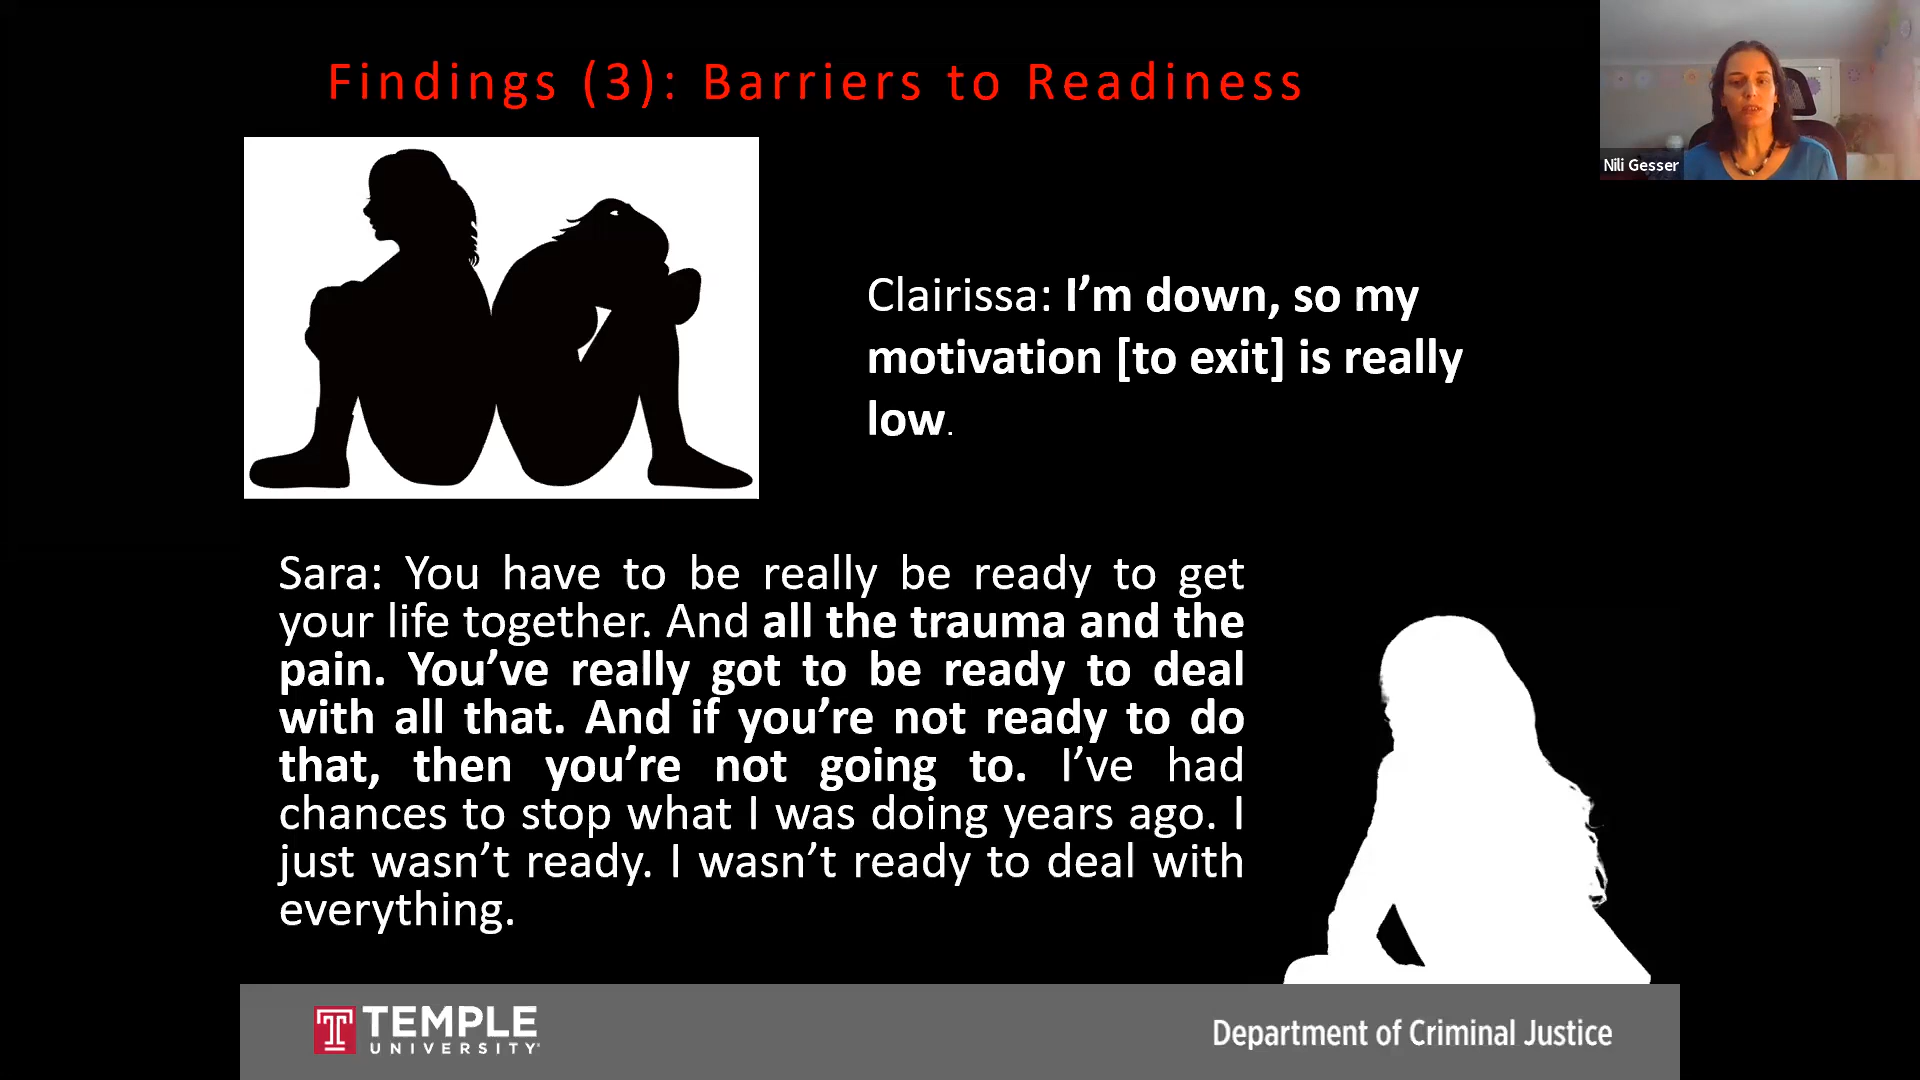 Findings (3): Barriers to Readiness
Nili Gesser
Clairissa: I’m down, so my
motivation [to exit] is really
low.
Sara: You have to be really be ready to get
your life together. And all the trauma and the
pain. You’ve really got to be ready to deal
with all that. And if you’re not ready to do
that, then you’re not going to. I’ve had
chances to stop what I was doing years ago. I
just wasn’t ready. I wasn’t ready to deal with
everything.
TEMPLE
UNIVERSITY
Department of Criminal Justice